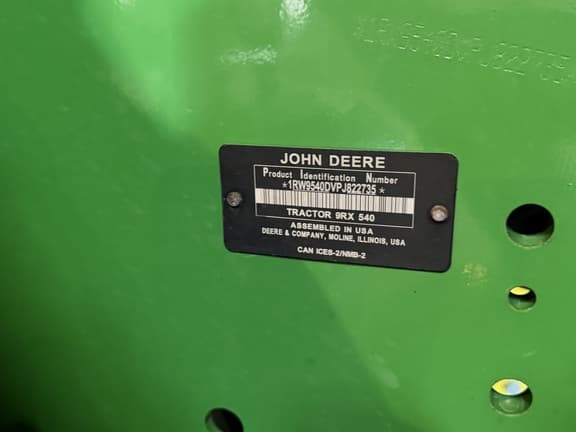 JOHN DEERE
Product Identification Number
*1RW9540DVPJ822735*
TRACTOR 9RX 540
ASSEMBLED IN USA
DEERE & COMPANY, MOLINE, ILLINOIS, USA
CAN ICES-2/NMB-2